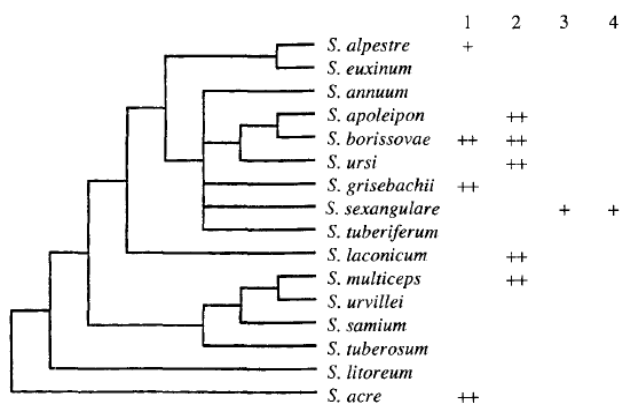 1 2 3 4
S. alpestre +
S. euxinum
S. annuum
S. apoleipon ++
S. borissovae ++ ++
S. ursi ++
S. grisebachii ++
S. sexangulare + +
S. tuberiferum
S. laconicum ++
S. multiceps ++
S. urvillei
S. samium
S. tuberosum
S. litoreum
S. acre ++